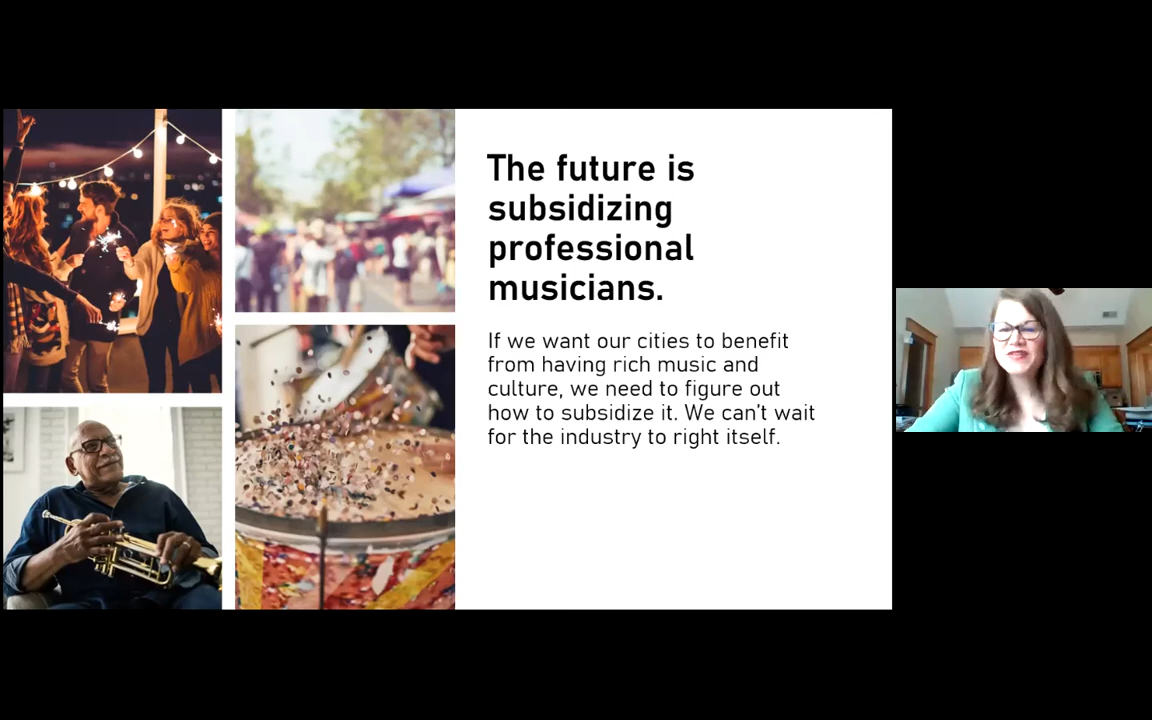 The future is
subsidizing
professional
musicians.
If we want our cities to benefit
from having rich music and
culture, we need to figure out
how to subsidize it. We can't wait
for the industry to right itself.